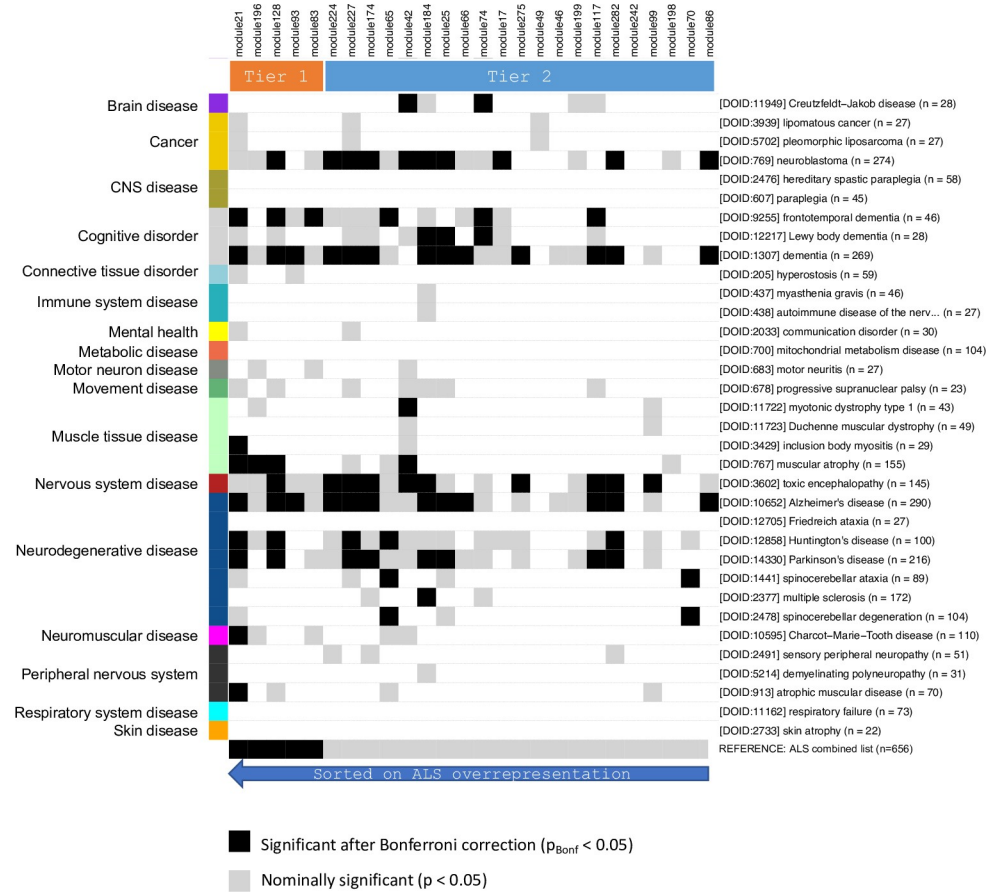 module21 module196 module128 module93 module83 module224 module227 module174 module65 module42 module184 module25 module66 module74 module17 module275 module49 module46 module199 module117 module282 module242 module99 module198 module70 module86
Tier 1 Tier 2
Brain disease [DOID:11949] Creutzfeldt–Jakob disease (n = 28)
[DOID:3939] lipomatous cancer (n = 27)
Cancer [DOID:5702] pleomorphic liposarcoma (n = 27)
[DOID:769] neuroblastoma (n = 274)
CNS disease [DOID:2476] hereditary spastic paraplegia (n = 58)
[DOID:607] paraplegia (n = 45)
[DOID:9255] frontotemporal dementia (n = 46)
Cognitive disorder [DOID:12217] Lewy body dementia (n = 28)
[DOID:1307] dementia (n = 269)
Connective tissue disorder [DOID:205] hyperostosis (n = 59)
Immune system disease [DOID:437] myasthenia gravis (n = 46)
[DOID:438] autoimmune disease of the nerv... (n = 27)
Mental health [DOID:2033] communication disorder (n = 30)
Metabolic disease [DOID:700] mitochondrial metabolism disease (n = 104)
Motor neuron disease [DOID:683] motor neuritis (n = 27)
Movement disease [DOID:678] progressive supranuclear palsy (n = 23)
[DOID:11722] myotonic dystrophy type 1 (n = 43)
Muscle tissue disease [DOID:11723] Duchenne muscular dystrophy (n = 49)
[DOID:3429] inclusion body myositis (n = 29)
[DOID:767] muscular atrophy (n = 155)
Nervous system disease [DOID:3602] toxic encephalopathy (n = 145)
[DOID:10652] Alzheimer's disease (n = 290)
[DOID:12705] Friedreich ataxia (n = 27)
Neurodegenerative disease [DOID:12858] Huntington's disease (n = 100)
[DOID:14330] Parkinson's disease (n = 216)
[DOID:1441] spinocerebellar ataxia (n = 89)
[DOID:2377] multiple sclerosis (n = 172)
[DOID:2478] spinocerebellar degeneration (n = 104)
Neuromuscular disease [DOID:10595] Charcot–Marie–Tooth disease (n = 110)
[DOID:2491] sensory peripheral neuropathy (n = 51)
Peripheral nervous system [DOID:5214] demyelinating polyneuropathy (n = 31)
[DOID:913] atrophic muscular disease (n = 70)
Respiratory system disease [DOID:11162] respiratory failure (n = 73)
Skin disease [DOID:2733] skin atrophy (n = 22)
REFERENCE: ALS combined list (n=656)
Sorted on ALS overrepresentation
Significant after Bonferroni correction (pBonf < 0.05)
Nominally significant (p < 0.05)